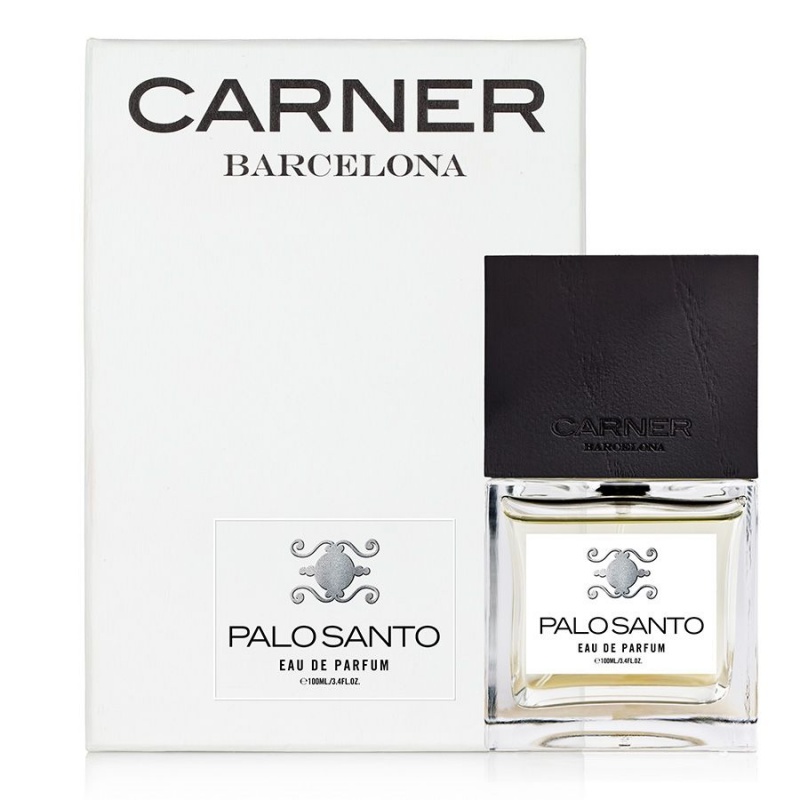 CARNER
BARCELONA
PALO SANTO
EAU DE PARFUM
℮100ML/3,4FL.OZ.
CARNER
BARCELONA
PALO SANTO
EAU DE PARFUM
℮100ML./3,4FL.OZ.